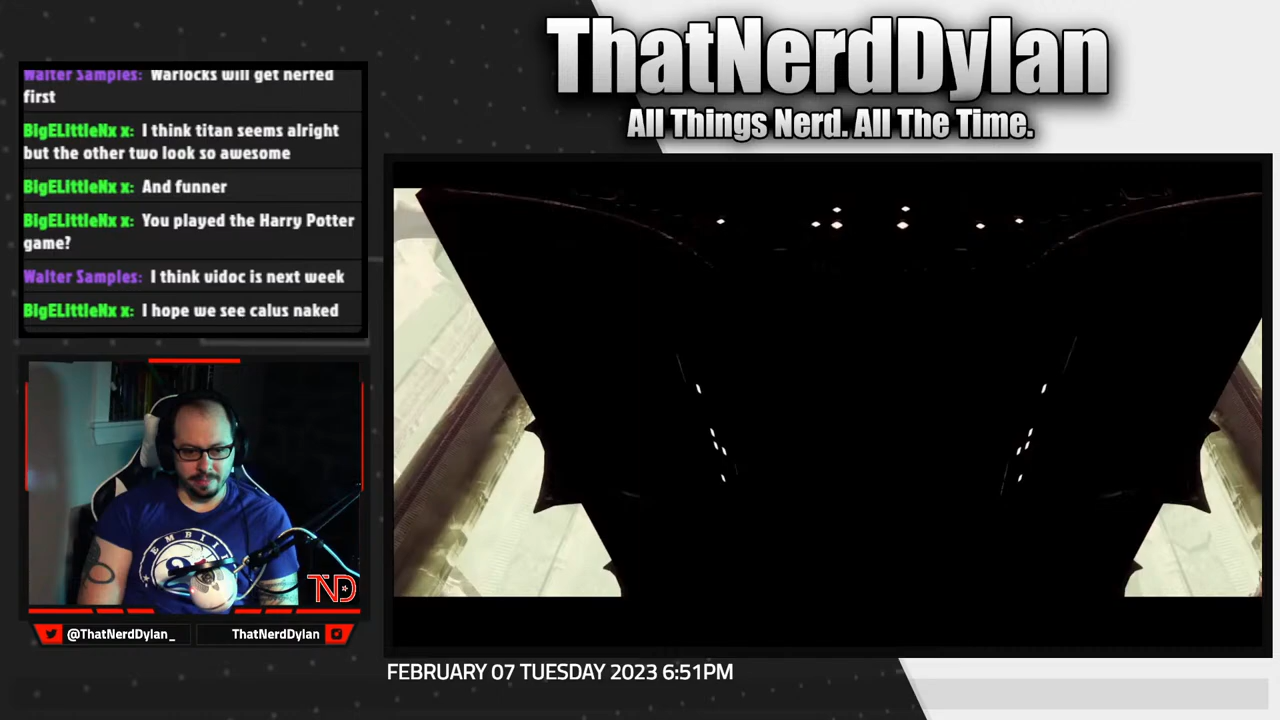 ThatNerdDylan
All Things Nerd. All The Time.
Walter Samples: Warlocks will get nerfed
first
BigELittleNx x: I think titan seems alright
but the other two look so awesome
BigELittleNx x: And funner
BigELittleNx x: You played the Harry Potter
game?
Walter Samples: I think vidoc is next week
BigELittleNx x: I hope we see calus naked
EMBIII
TND
@ThatNerdDylan_
ThatNerdDylan
FEBRUARY 07 TUESDAY 2023 6:51PM